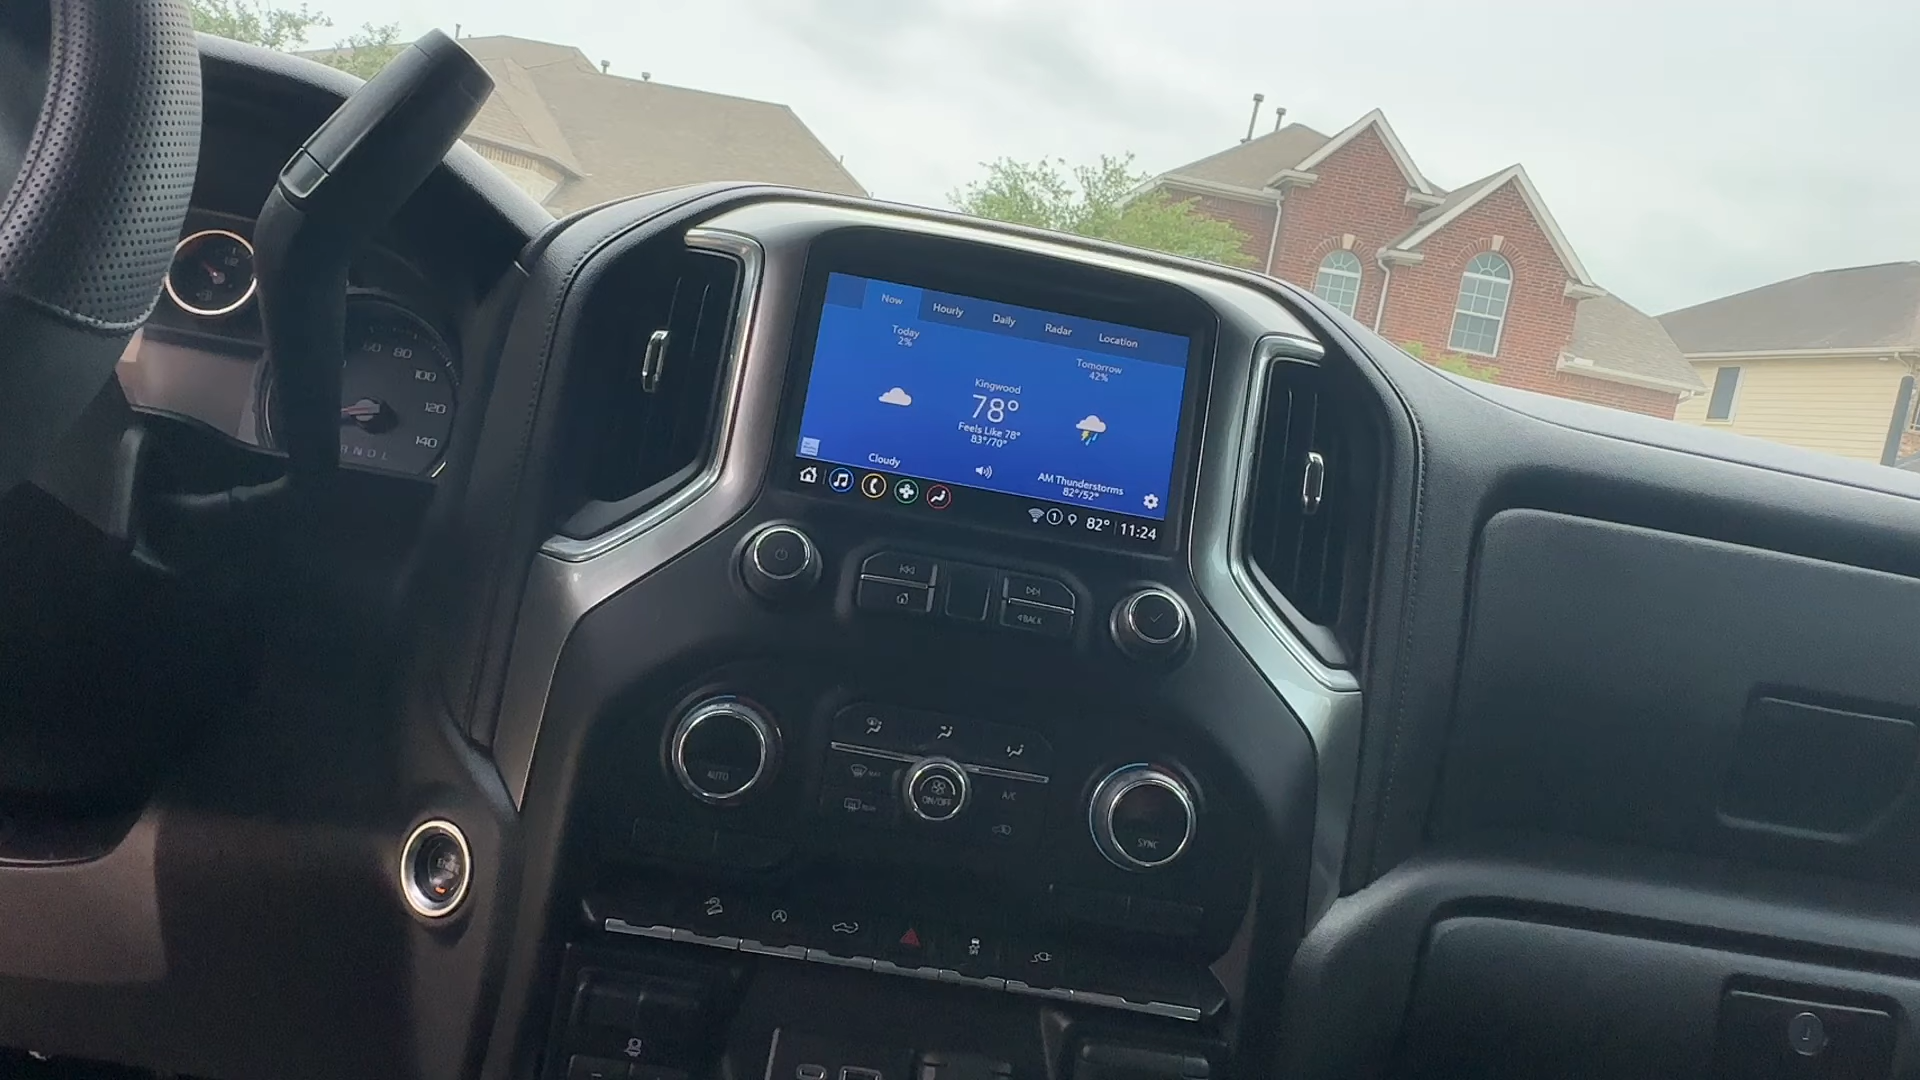 Now Hourly Daily Radar Location
Today
2%
Tomorrow
42%
Kingwood
78°
Feels Like 78°
83°/70°
Cloudy
AM Thunderstorms
82°/52°
1 82° 11:24
60 80
100
120
140
BACK
AUTO
ON/OFF
A/C
SYNC